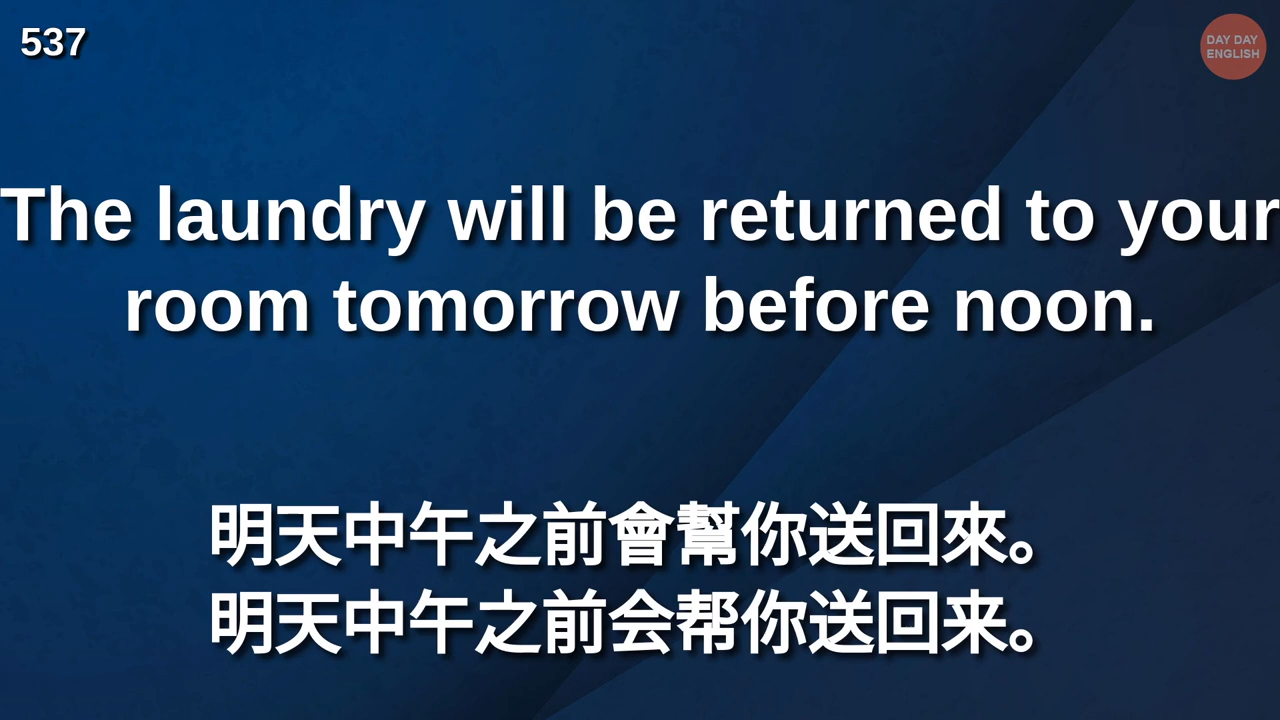 537
DAY DAY
ENGLISH
The laundry will be returned to your
room tomorrow before noon.
明天中午之前會幫你送回來。
明天中午之前会帮你送回来。